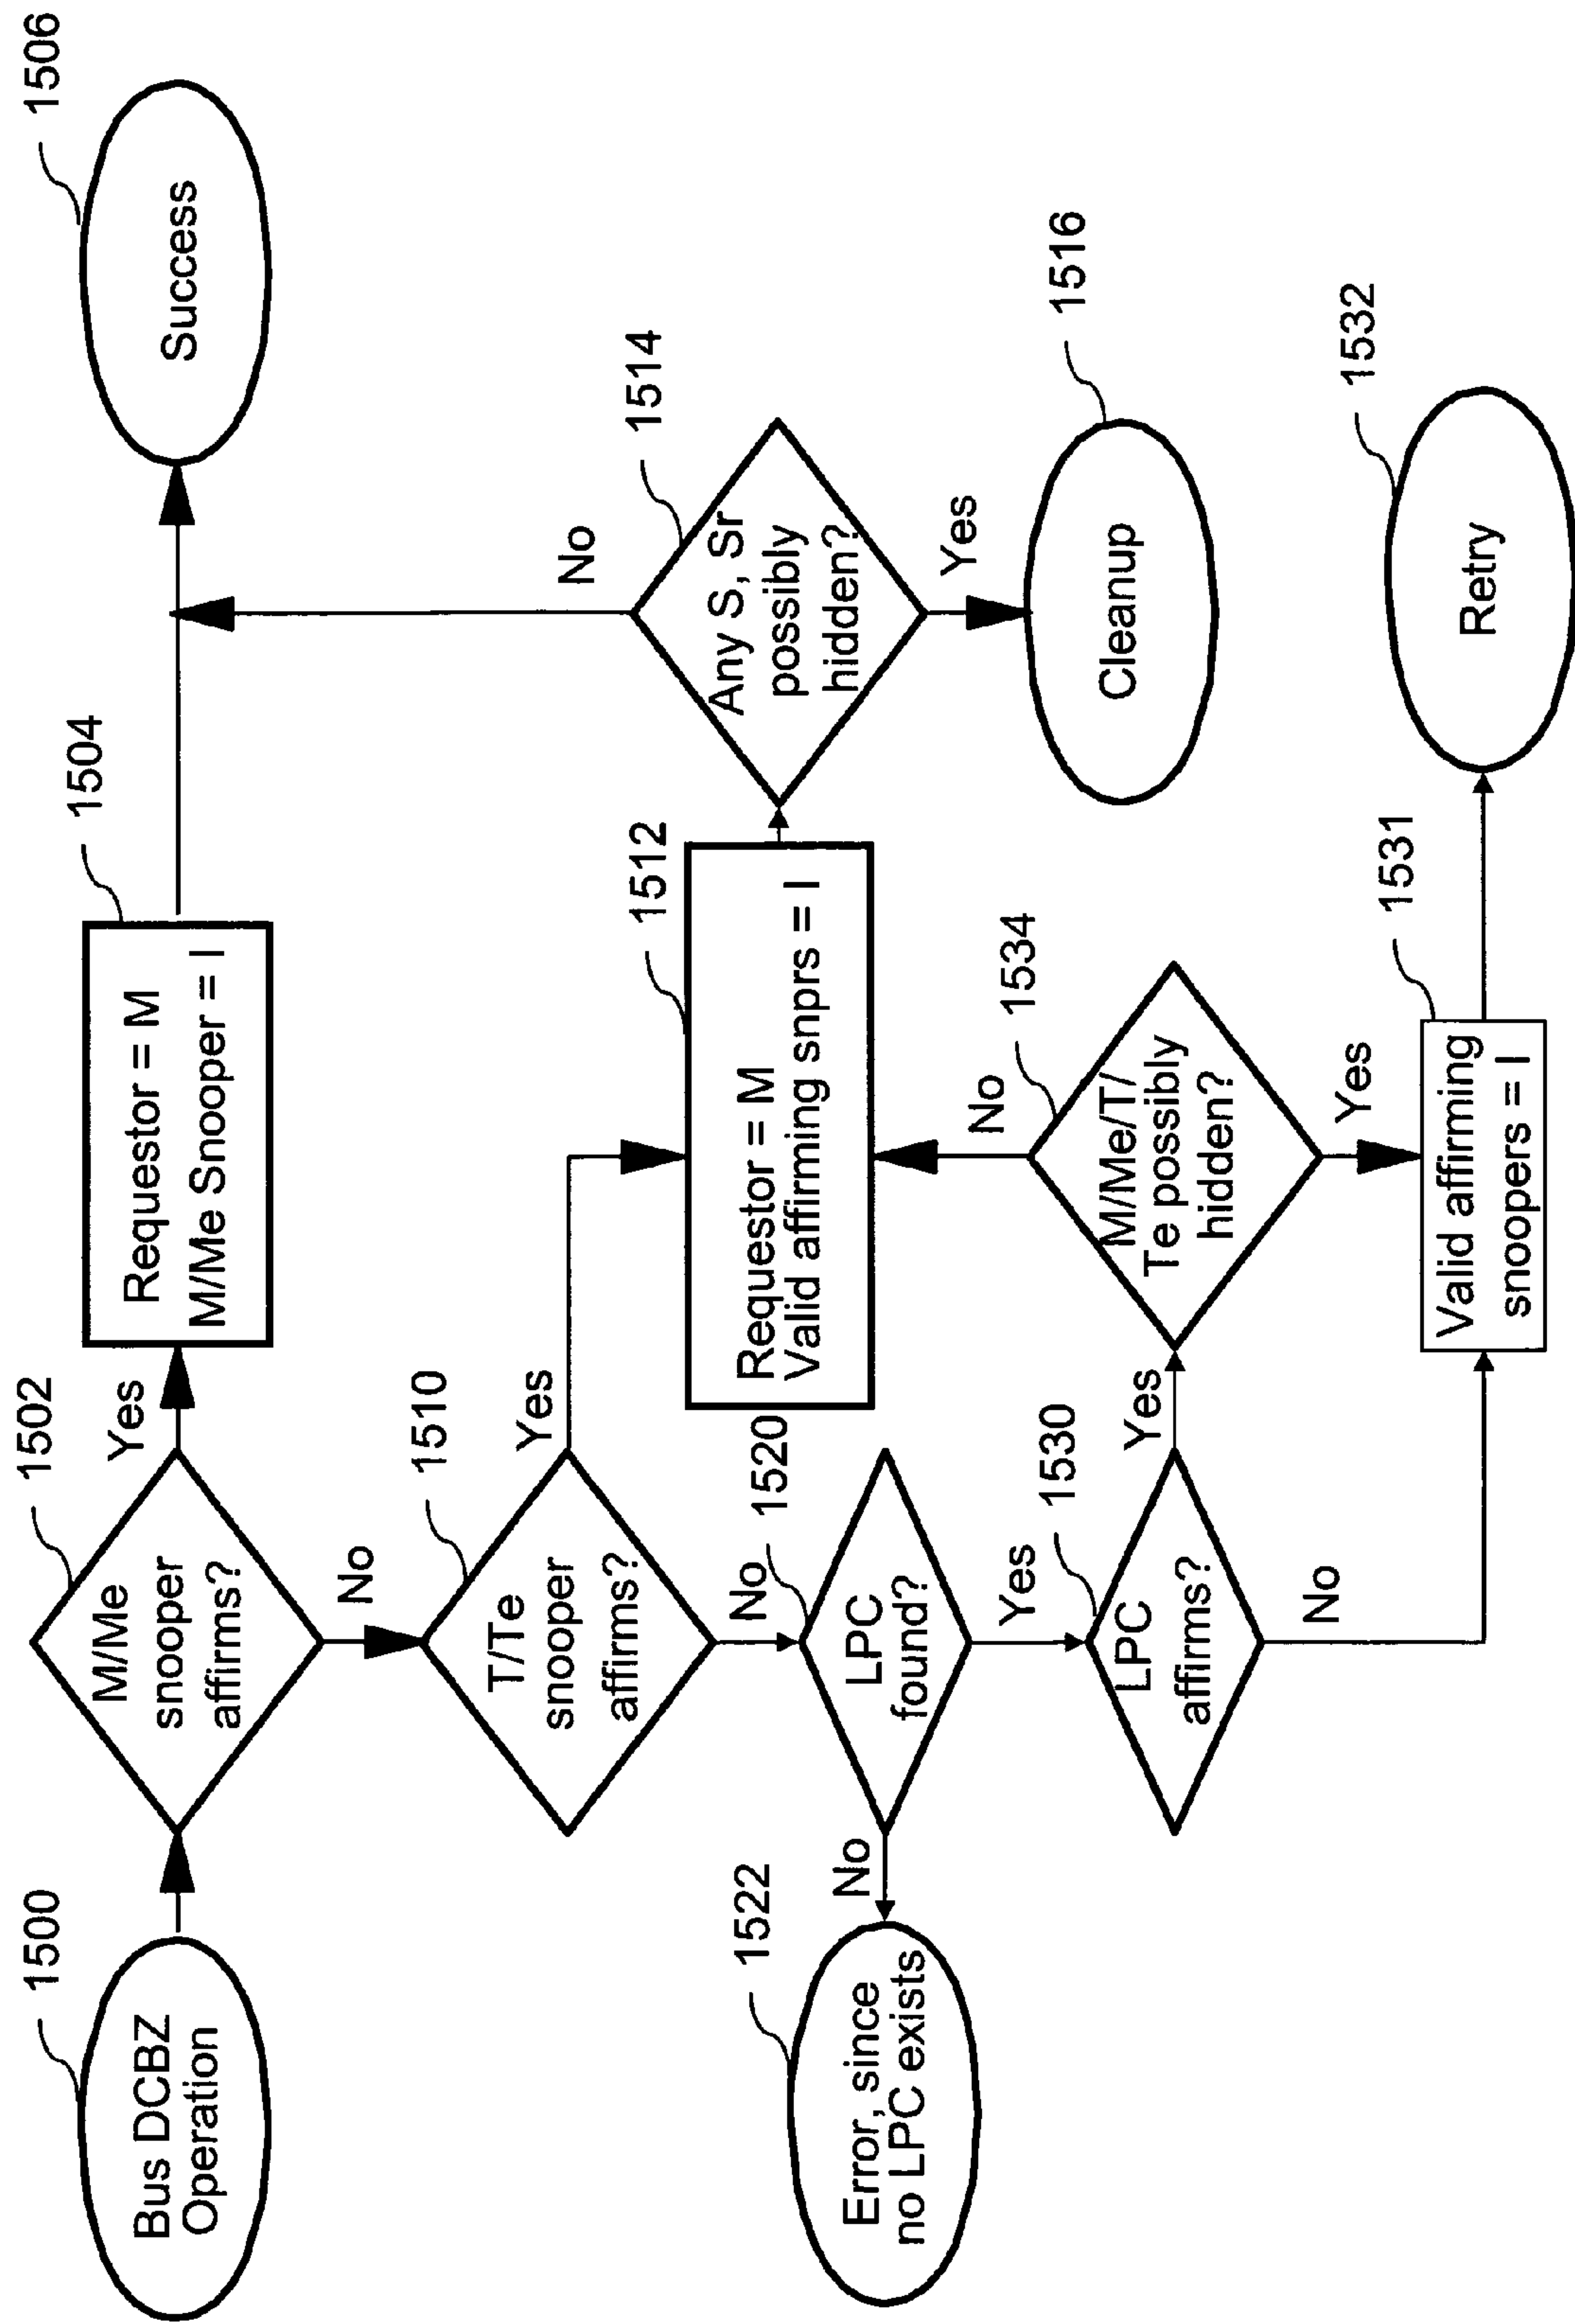 1500
Bus DCBZ
Operation
1502
M/Me
snooper
affirms?
Yes
No
1504
Requestor = M
M/Me Snooper = I
1506
Success
1510
T/Te
snooper
affirms?
Yes
No
1512
Requestor = M
Valid affirming snprs = I
1514
Any S, Sr
possibly
hidden?
No
Yes
1516
Cleanup
1520
LPC
found?
No
Yes
1522
Error, since
no LPC exists
1530
LPC
affirms?
Yes
No
1534
M/Me/T/
Te possibly
hidden?
No
Yes
1531
Valid affirming
snoopers = I
1532
Retry